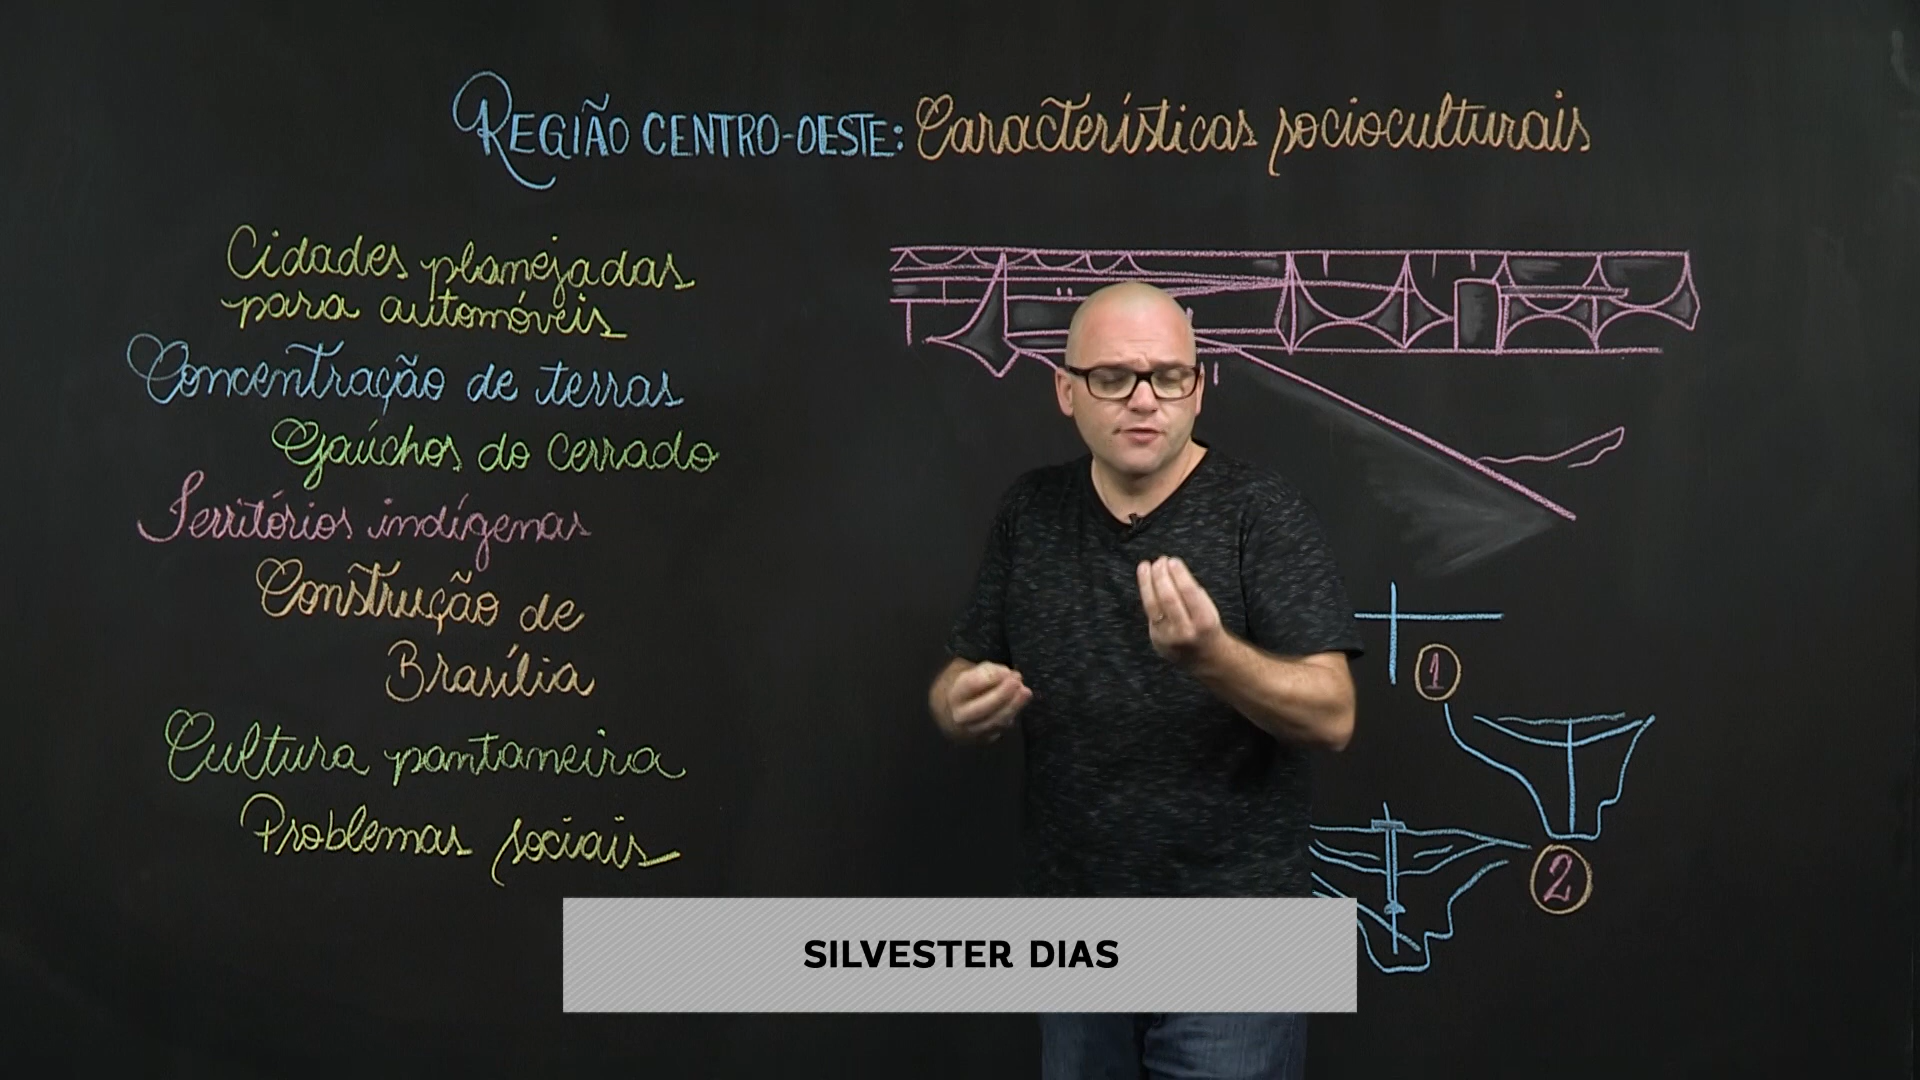 REGIÃO CENTRO-OESTE: Características socioculturais
Cidades planejadas
para automóveis
Concentração de terras
Gaúchos do cerrado
Territórios indígenas
Construção de
Brasília
Cultura pantaneira
Problemas sociais
1
2
SILVESTER DIAS